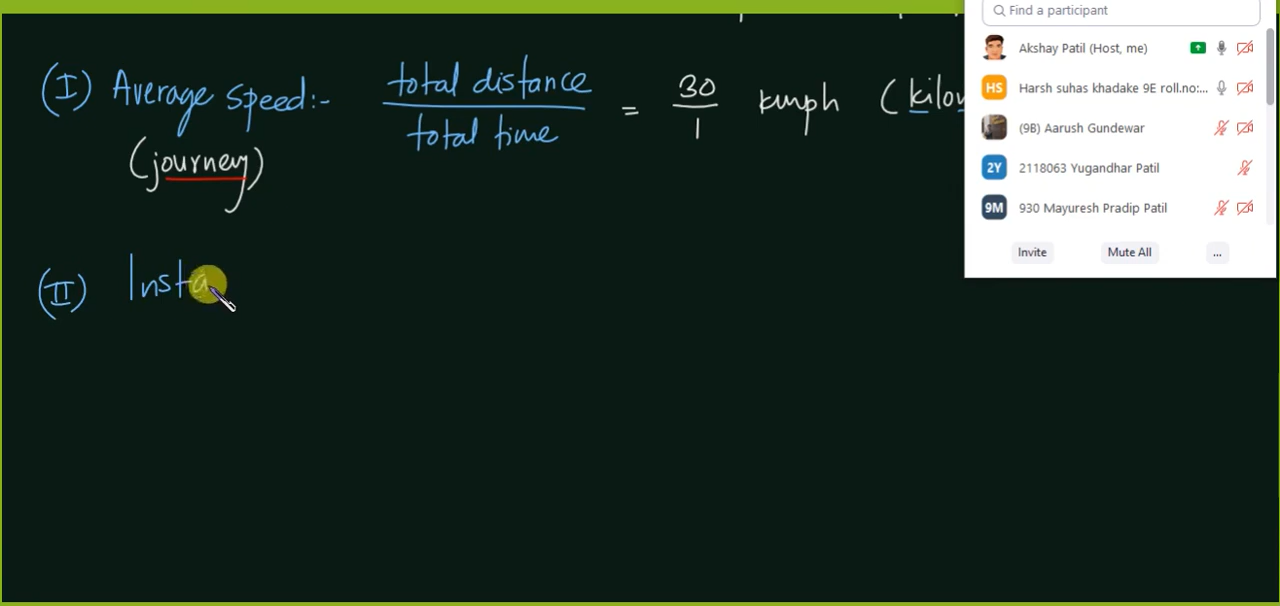 Find a participant
Akshay Patil (Host, me)
(I) Average speed:- total distance / total time = 30 / 1 kmph (kilom
Harsh suhas khadake 9E roll.no:...
(journey)
(9B) Aarush Gundewar
2Y 2118063 Yugandhar Patil
9M 930 Mayuresh Pradip Patil
HS
Invite Mute All ...
(II) Insta